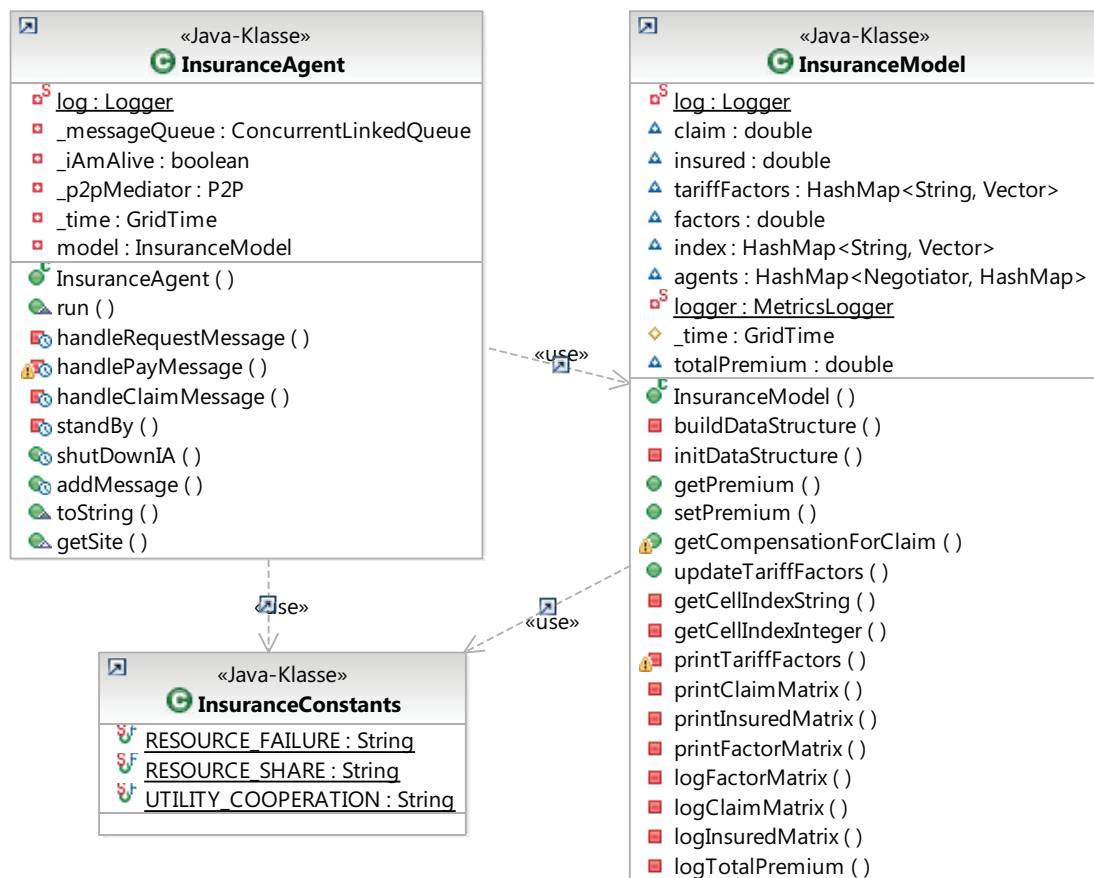 «Java-Klasse»
InsuranceAgent
log : Logger
_messageQueue : ConcurrentLinkedQueue
_iAmAlive : boolean
_p2pMediator : P2P
_time : GridTime
model : InsuranceModel
InsuranceAgent ( )
run ( )
handleRequestMessage ( )
handlePayMessage ( )
handleClaimMessage ( )
standBy ( )
shutDownIA ( )
addMessage ( )
toString ( )
getSite ( )
«use»
«use»
«Java-Klasse»
InsuranceConstants
RESOURCE_FAILURE : String
RESOURCE_SHARE : String
UTILITY_COOPERATION : String
«use»
«Java-Klasse»
InsuranceModel
log : Logger
claim : double
insured : double
tariffFactors : HashMap<String, Vector>
factors : double
index : HashMap<String, Vector>
agents : HashMap<Negotiator, HashMap>
logger : MetricsLogger
_time : GridTime
totalPremium : double
InsuranceModel ( )
buildDataStructure ( )
initDataStructure ( )
getPremium ( )
setPremium ( )
getCompensationForClaim ( )
updateTariffFactors ( )
getCellIndexString ( )
getCellIndexInteger ( )
printTariffFactors ( )
printClaimMatrix ( )
printInsuredMatrix ( )
printFactorMatrix ( )
logFactorMatrix ( )
logClaimMatrix ( )
logInsuredMatrix ( )
logTotalPremium ( )